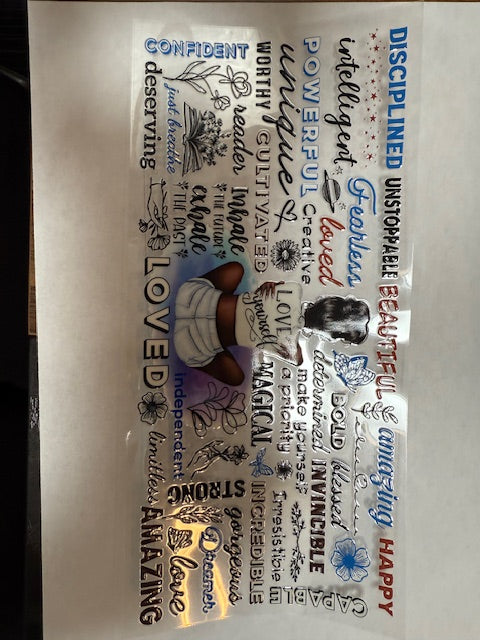 DISCIPLINED UNSTOPPABLE BEAUTIFUL amazing HAPPY
intelligent Fearless BOLD blessed CAPABLE
POWERFUL loved determined INVINCIBLE
unique Creative make yourself a priority Irresistible
LOVE yourself
WORTHY CULTIVATED MAGICAL INCREDIBLE
CONFIDENT reader Inhale THE FUTURE STRONG gorgeous
exhale THE PAST
just breathe independent Dreamer
deserving LOVED limitless love
AMAZING